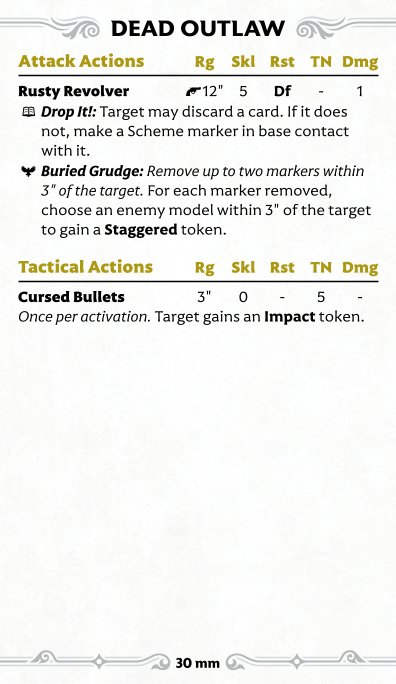 DEAD OUTLAW
Attack Actions Rg Skl Rst TN Dmg
Rusty Revolver 12" 5 Df - 1
Drop It!: Target may discard a card. If it does
not, make a Scheme marker in base contact
with it.
Buried Grudge: Remove up to two markers within
3" of the target. For each marker removed,
choose an enemy model within 3" of the target
to gain a Staggered token.
Tactical Actions Rg Skl Rst TN Dmg
Cursed Bullets 3" 0 - 5 -
Once per activation. Target gains an Impact token.
30 mm